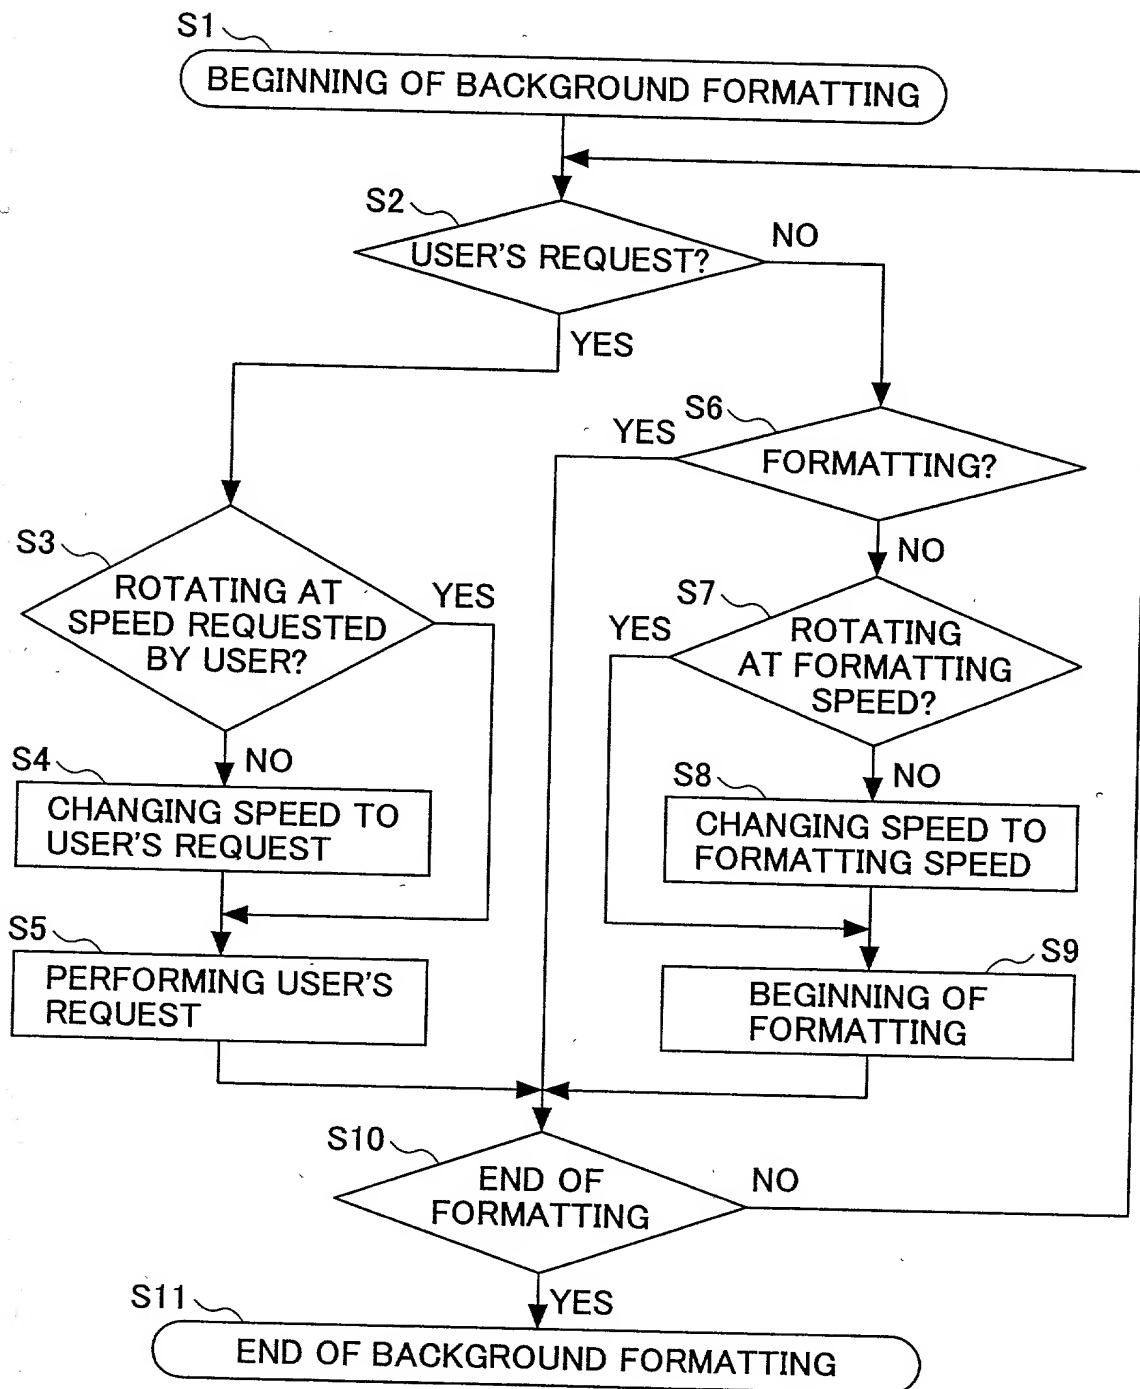 S1
BEGINNING OF BACKGROUND FORMATTING
S2
USER'S REQUEST?
NO
YES
S6
YES
FORMATTING?
NO
S3
ROTATING AT
SPEED REQUESTED
BY USER?
YES
S7
YES
ROTATING
AT FORMATTING
SPEED?
NO
NO
S4
CHANGING SPEED TO
USER'S REQUEST
S8
CHANGING SPEED TO
FORMATTING SPEED
S5
PERFORMING USER'S
REQUEST
S9
BEGINNING OF
FORMATTING
S10
END OF
FORMATTING
NO
YES
S11
END OF BACKGROUND FORMATTING